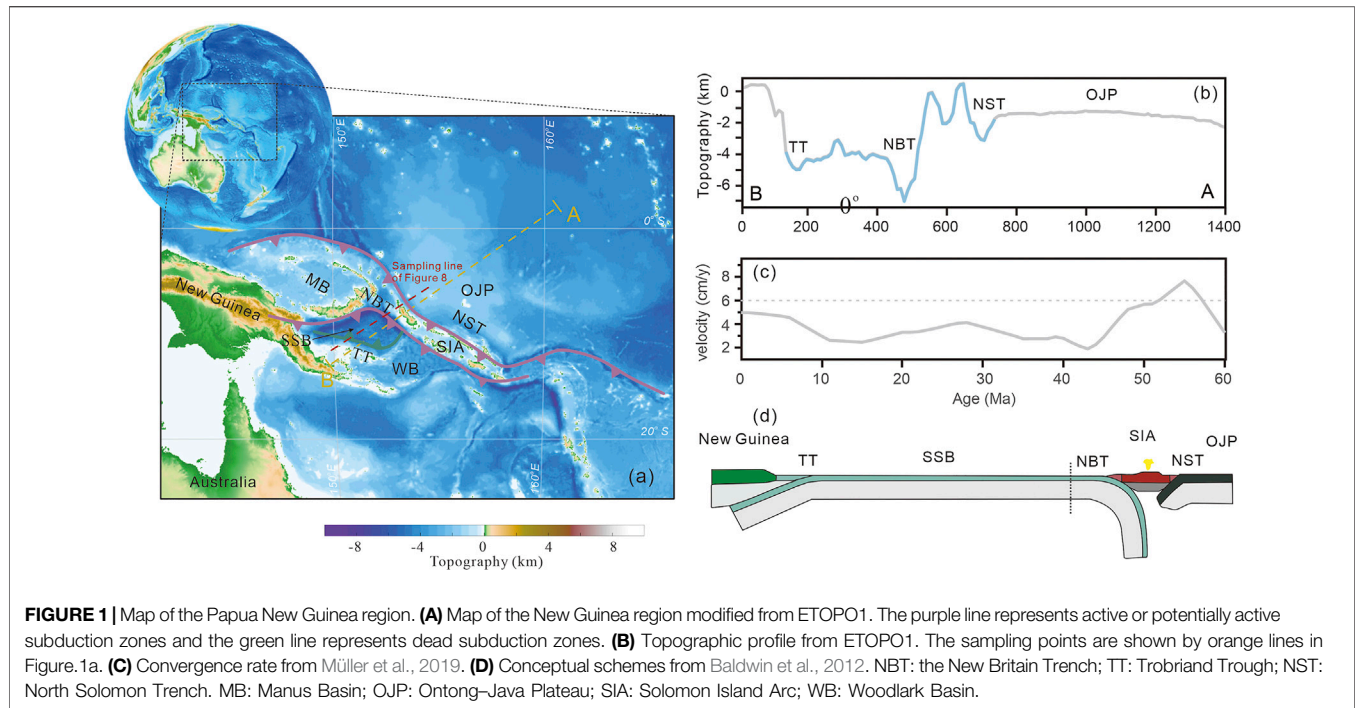 150°E
160°E
A
0° S
Sampling line
of Figure 8
MB
NBT
OJP
New Guinea
NST
SSB
TT
SIA
B
WB
20° S
150°E
160°E
(a)
Australia
-8
-4
0
4
8
Topography (km)
Topography (km)
0
-2
-4
-6
TT
NBT
NST
OJP
(b)
B
A
0°
0
200
400
600
800
1000
1200
1400
velocity (cm/y)
8
6
4
2
(c)
0
10
20
30
40
50
60
Age (Ma)
(d)
New Guinea
TT
SSB
NBT
SIA
NST
OJP
FIGURE 1 | Map of the Papua New Guinea region. (A) Map of the New Guinea region modified from ETOPO1. The purple line represents active or potentially active
subduction zones and the green line represents dead subduction zones. (B) Topographic profile from ETOPO1. The sampling points are shown by orange lines in
Figure.1a. (C) Convergence rate from Müller et al., 2019. (D) Conceptual schemes from Baldwin et al., 2012. NBT: the New Britain Trench; TT: Trobriand Trough; NST:
North Solomon Trench. MB: Manus Basin; OJP: Ontong–Java Plateau; SIA: Solomon Island Arc; WB: Woodlark Basin.